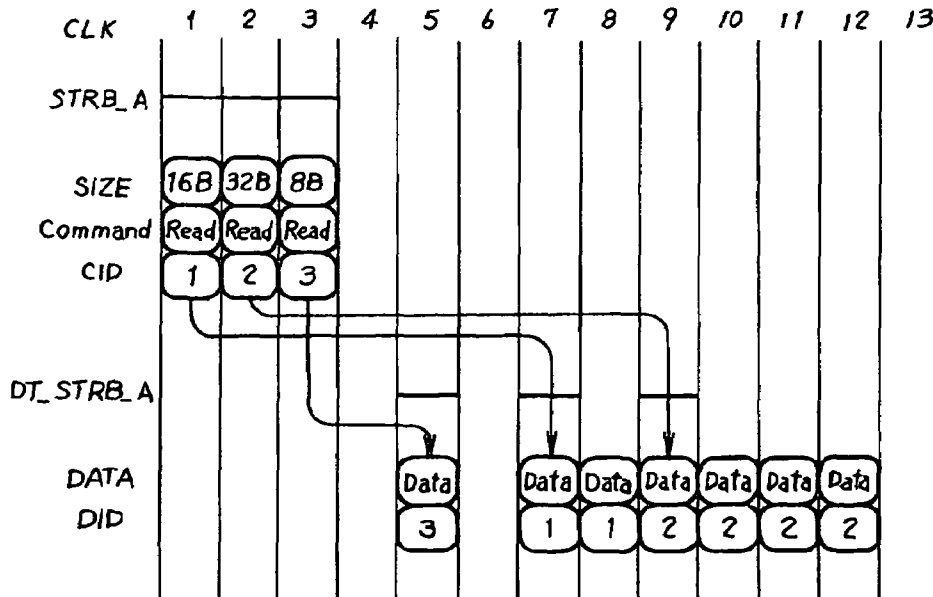 CLK 1 2 3 4 5 6 7 8 9 10 11 12 13
STRB_A
SIZE 16B 32B 8B
Command Read Read Read
CID 1 2 3
DT_STRB_A
DATA Data Data Data Data Data Data Data
DID 3 1 1 2 2 2 2